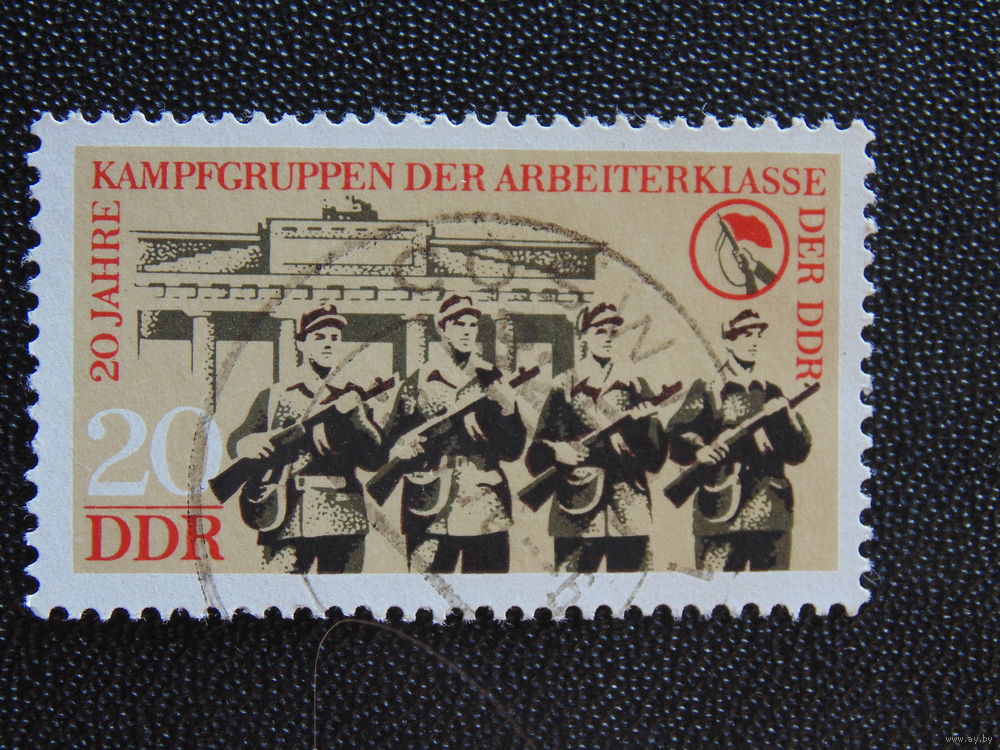 20 JAHRE
KAMPFGRUPPEN DER ARBEITERKLASSE
DER DDR
20
DDR
www.ay.by